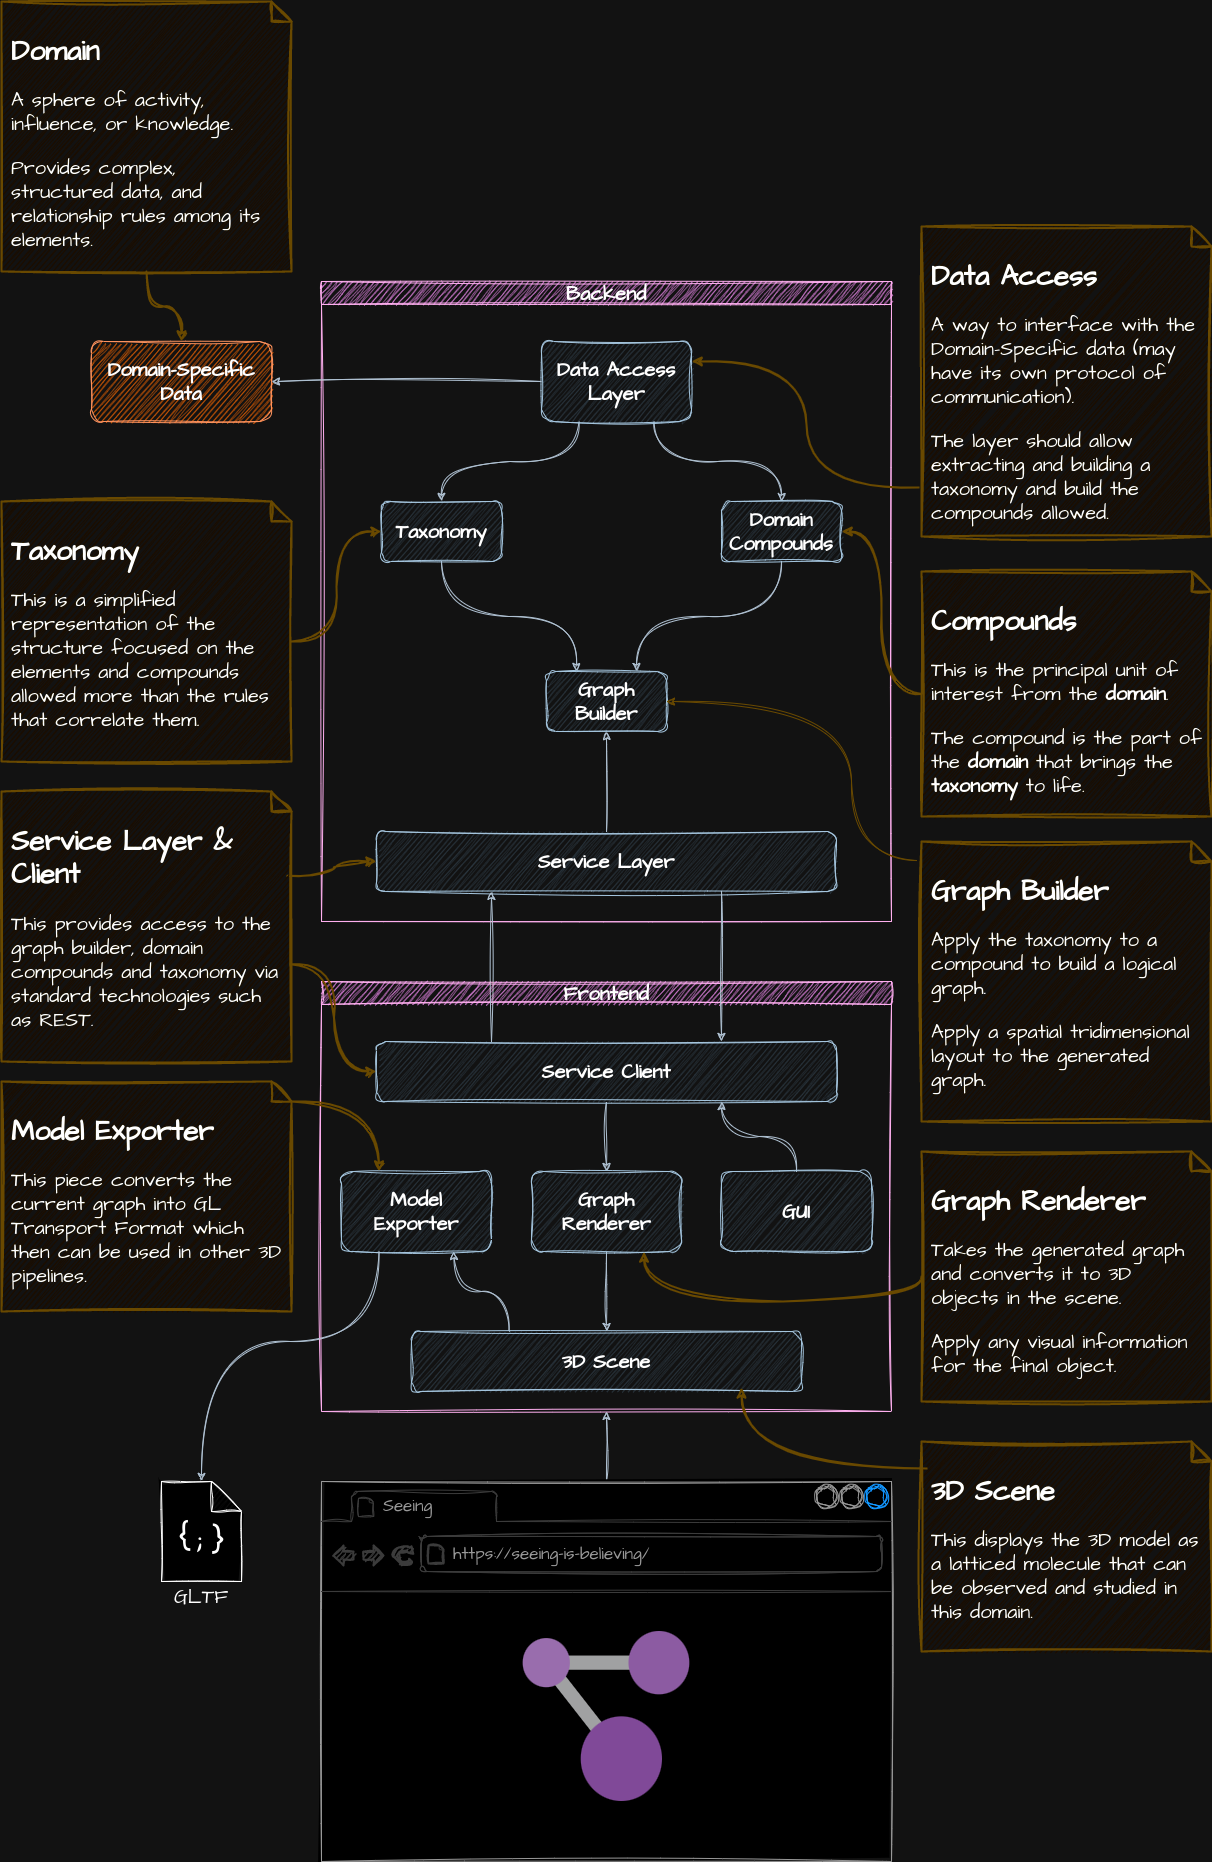 Domain
A sphere of activity,
influence, or knowledge.
Provides complex,
structured data, and
relationship rules among its
elements.
Domain-Specific
Data
Backend
Data Access
Layer
Taxonomy
Domain
Compounds
Graph
Builder
Service Layer
Data Access
A way to interface with the
Domain-Specific data (may
have its own protocol of
communication).
The layer should allow
extracting and building a
taxonomy and build the
compounds allowed.
Taxonomy
This is a simplified
representation of the
structure focused on the
elements and compounds
allowed more than the rules
that correlate them.
Compounds
This is the principal unit of
interest from the domain.
The compound is the part of
the domain that brings the
taxonomy to life.
Service Layer &
Client
This provides access to the
graph builder, domain
compounds and taxonomy via
standard technologies such
as REST.
Graph Builder
Apply the taxonomy to a
compound to build a logical
graph.
Apply a spatial tridimensional
layout to the generated
graph.
Frontend
Service Client
Model
Exporter
Graph
Renderer
GUI
3D Scene
Model Exporter
This piece converts the
current graph into GL
Transport Format which
then can be used in other 3D
pipelines.
Graph Renderer
Takes the generated graph
and converts it to 3D
objects in the scene.
Apply any visual information
for the final object.
{;}
GLTF
Seeing
https://seeing-is-believing/
3D Scene
This displays the 3D model as
a latticed molecule that can
be observed and studied in
this domain.